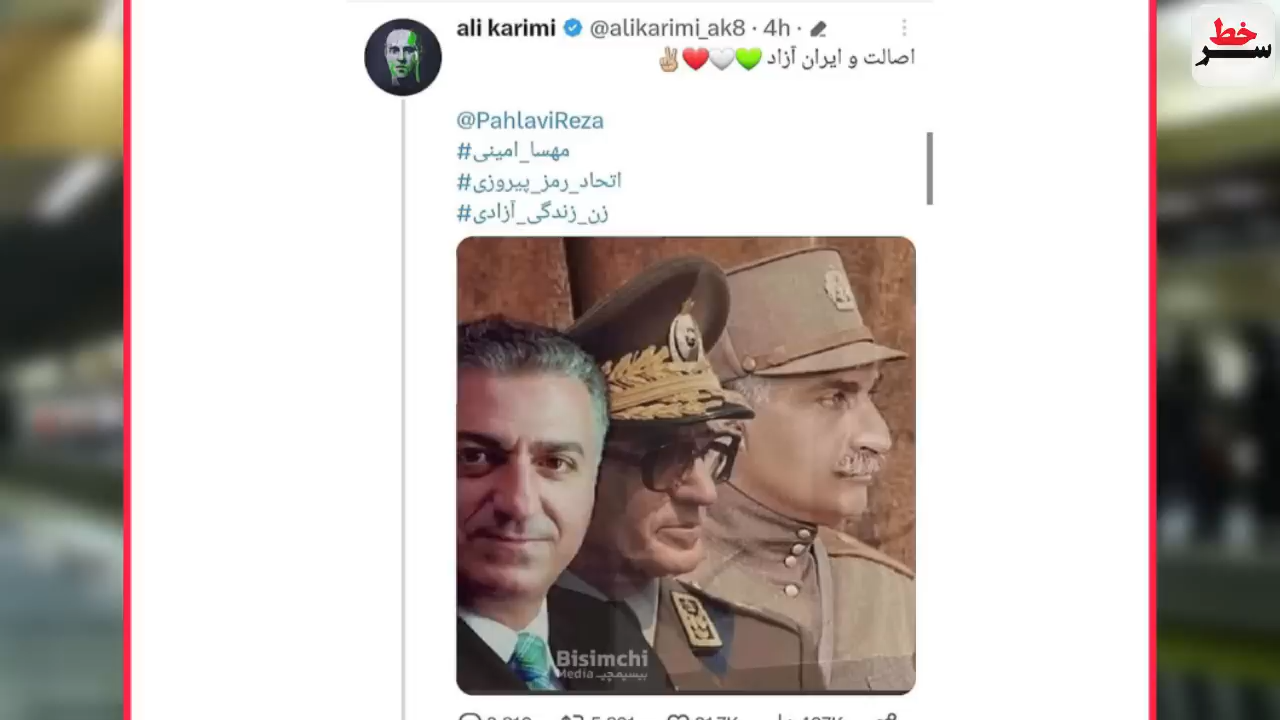 خط
سر
ali karimi @alikarimi_ak8 · 4h ·
اصالت و ایران آزاد 💚🤍❤️✌🏼
@PahlaviReza
#مهسا_امینی
#اتحاد_رمز_پیروزی
#زن_زندگی_آزادی
Bisimchi
Media بیسیمچی